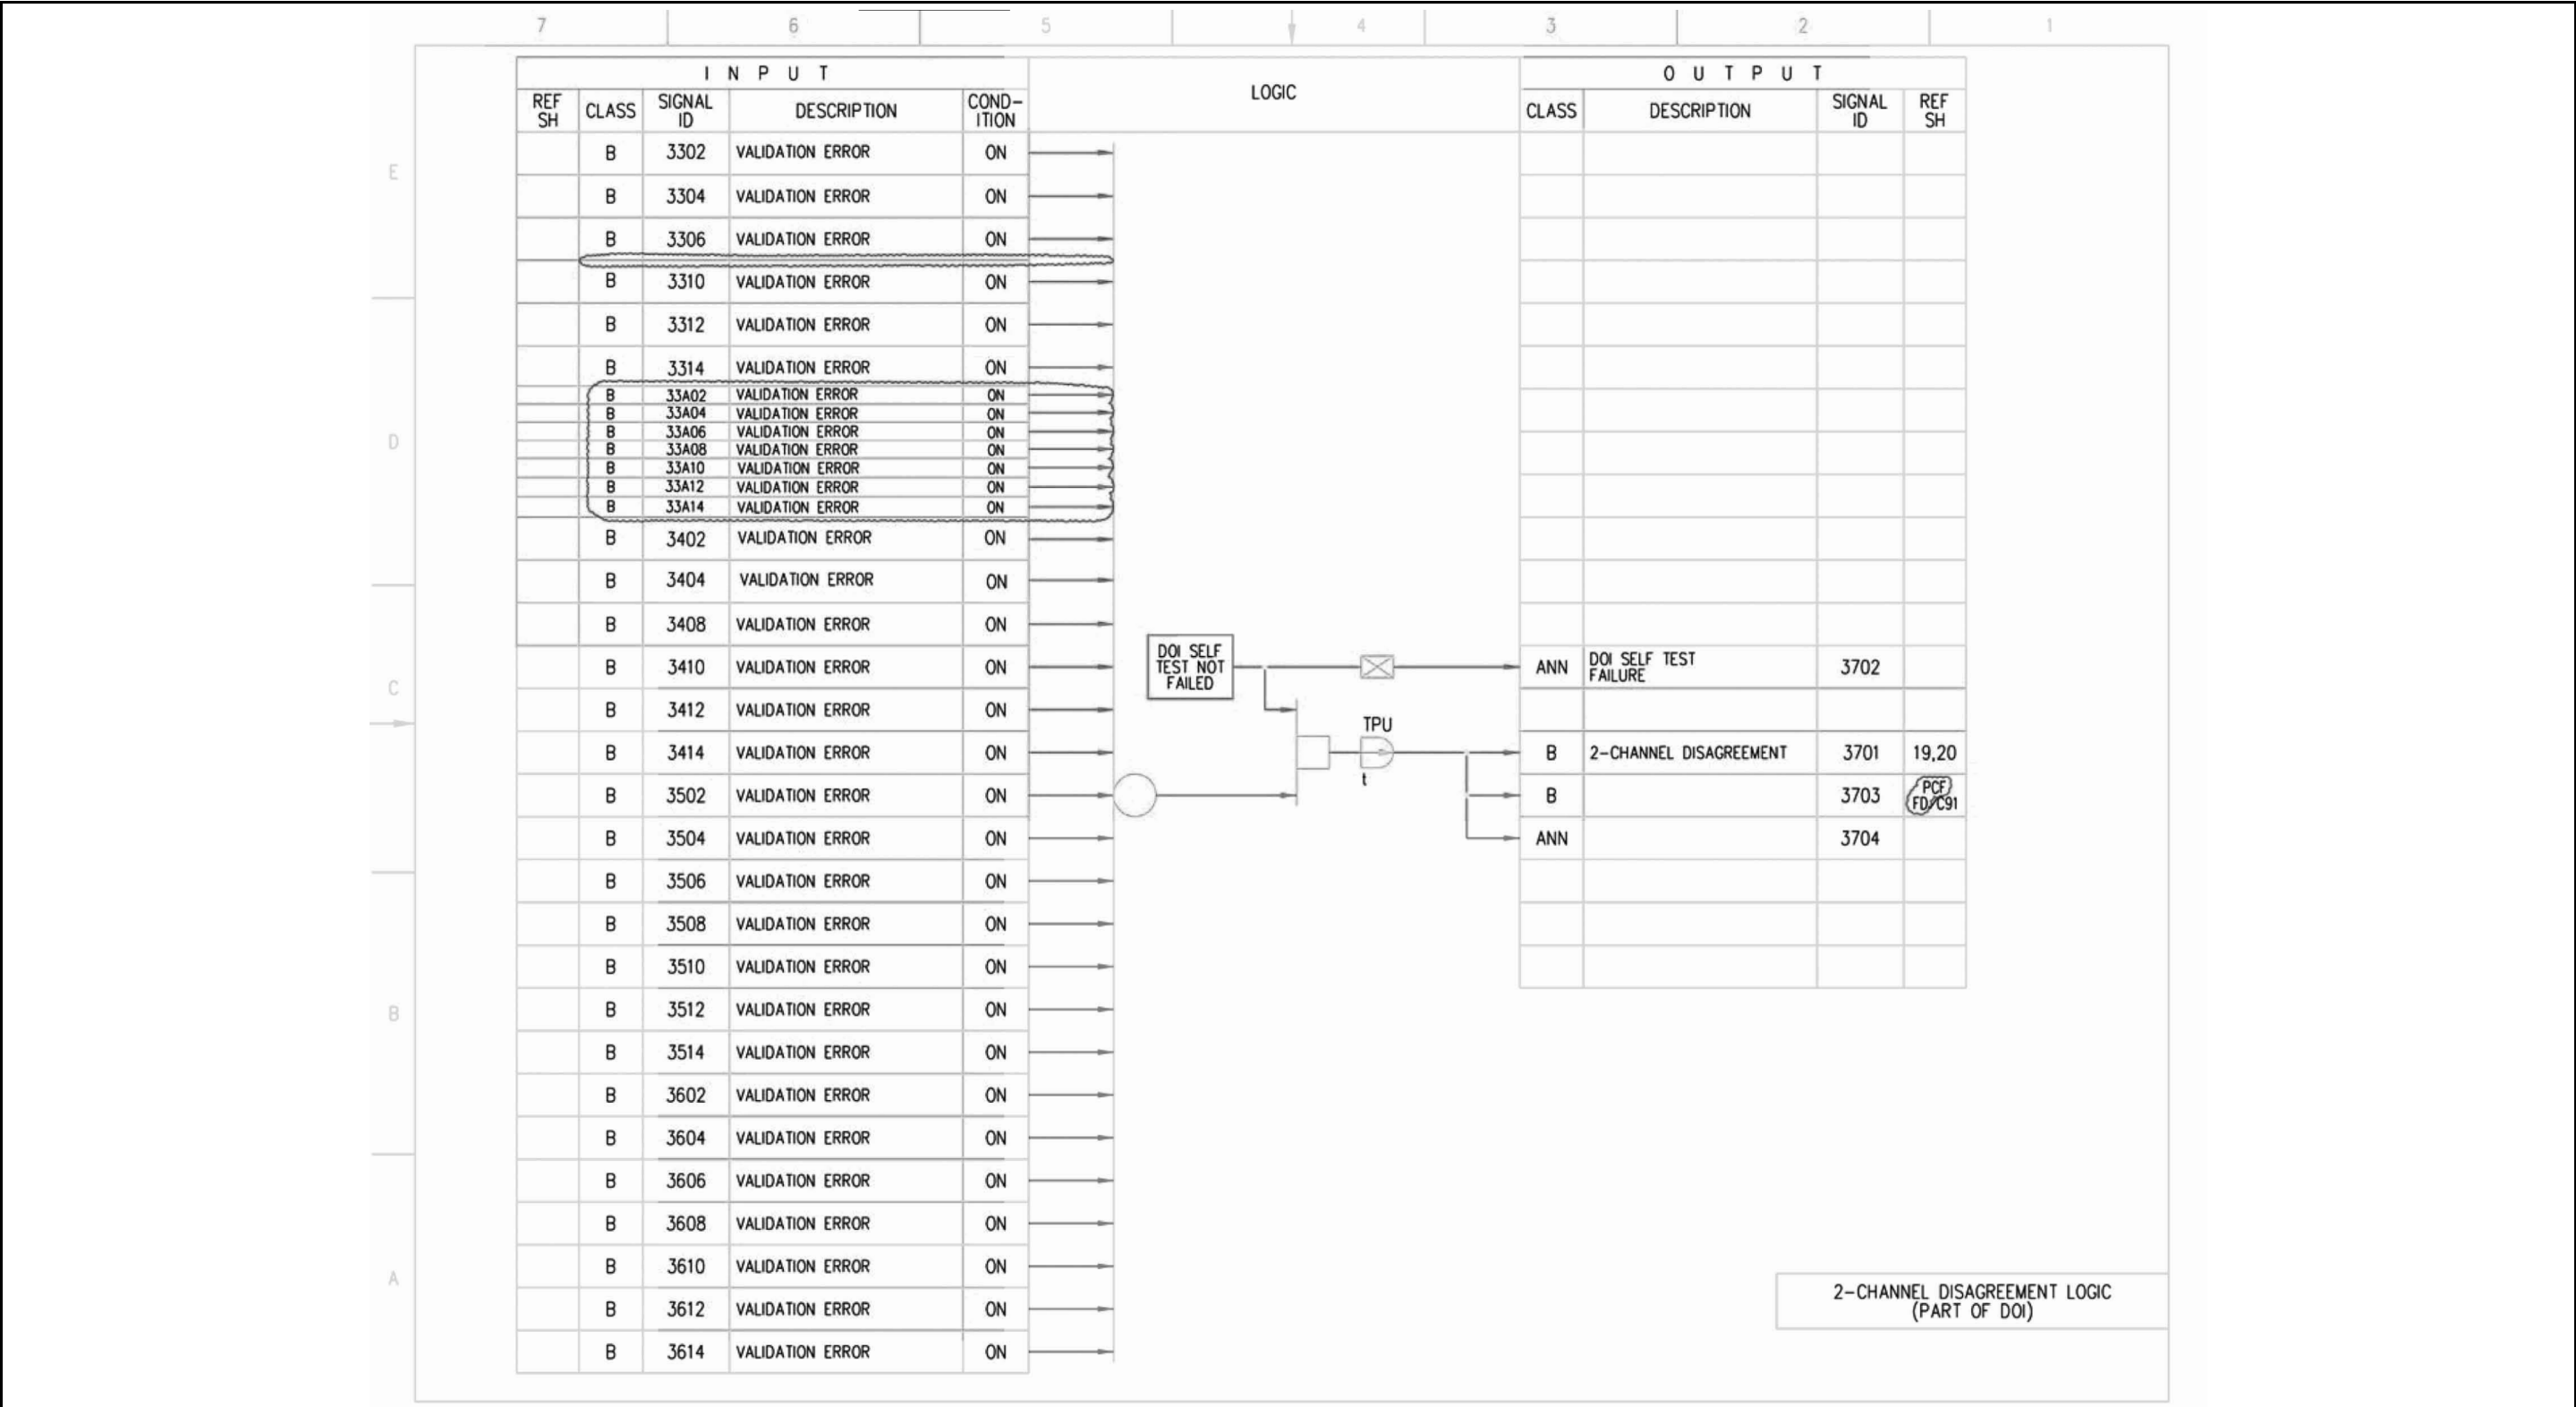 7 6 5 4 3 2 1
I N P U T LOGIC O U T P U T
REF SH CLASS SIGNAL ID DESCRIPTION COND-ITION CLASS DESCRIPTION SIGNAL ID REF SH
E
B 3302 VALIDATION ERROR ON
B 3304 VALIDATION ERROR ON
B 3306 VALIDATION ERROR ON
B 3310 VALIDATION ERROR ON
B 3312 VALIDATION ERROR ON
B 3314 VALIDATION ERROR ON
B 33A02 VALIDATION ERROR ON
B 33A04 VALIDATION ERROR ON
D
B 33A06 VALIDATION ERROR ON
B 33A08 VALIDATION ERROR ON
B 33A10 VALIDATION ERROR ON
B 33A12 VALIDATION ERROR ON
B 33A14 VALIDATION ERROR ON
B 3402 VALIDATION ERROR ON
B 3404 VALIDATION ERROR ON
B 3408 VALIDATION ERROR ON
B 3410 VALIDATION ERROR ON
C
B 3412 VALIDATION ERROR ON
B 3414 VALIDATION ERROR ON
B 3502 VALIDATION ERROR ON
B 3504 VALIDATION ERROR ON
B 3506 VALIDATION ERROR ON
B 3508 VALIDATION ERROR ON
B 3510 VALIDATION ERROR ON
B
B 3512 VALIDATION ERROR ON
B 3514 VALIDATION ERROR ON
B 3602 VALIDATION ERROR ON
B 3604 VALIDATION ERROR ON
B 3606 VALIDATION ERROR ON
B 3608 VALIDATION ERROR ON
B 3610 VALIDATION ERROR ON
A
B 3612 VALIDATION ERROR ON
B 3614 VALIDATION ERROR ON
DOI SELF
TEST NOT
FAILED
TPU
t
ANN DOI SELF TEST
FAILURE 3702
B 2-CHANNEL DISAGREEMENT 3701 19,20
B 3703 PCF
FD/C91
ANN 3704
2-CHANNEL DISAGREEMENT LOGIC
(PART OF DOI)